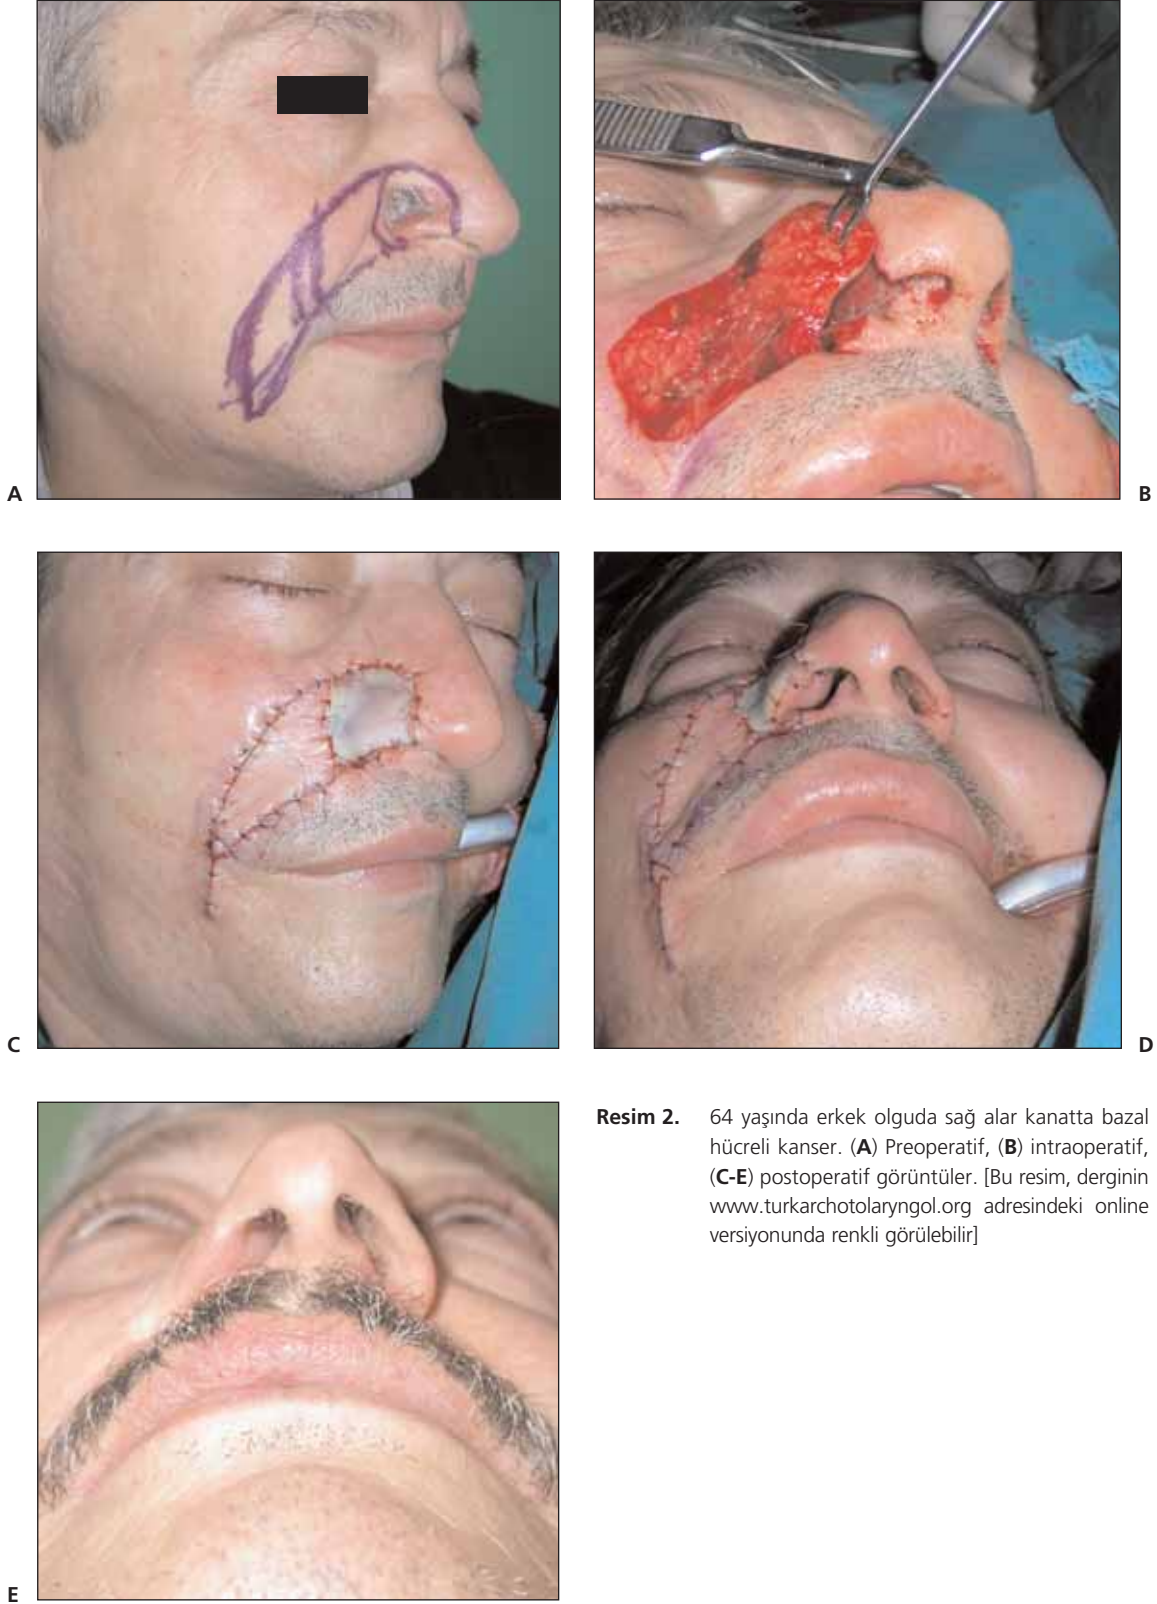 A
B
C
D
E
Resim 2. 64 yaşında erkek olguda sağ alar kanatta bazal
hücreli kanser. (A) Preoperatif, (B) intraoperatif,
(C-E) postoperatif görüntüler. [Bu resim, derginin
www.turkarchotolaryngol.org adresindeki online
versiyonunda renkli görülebilir]